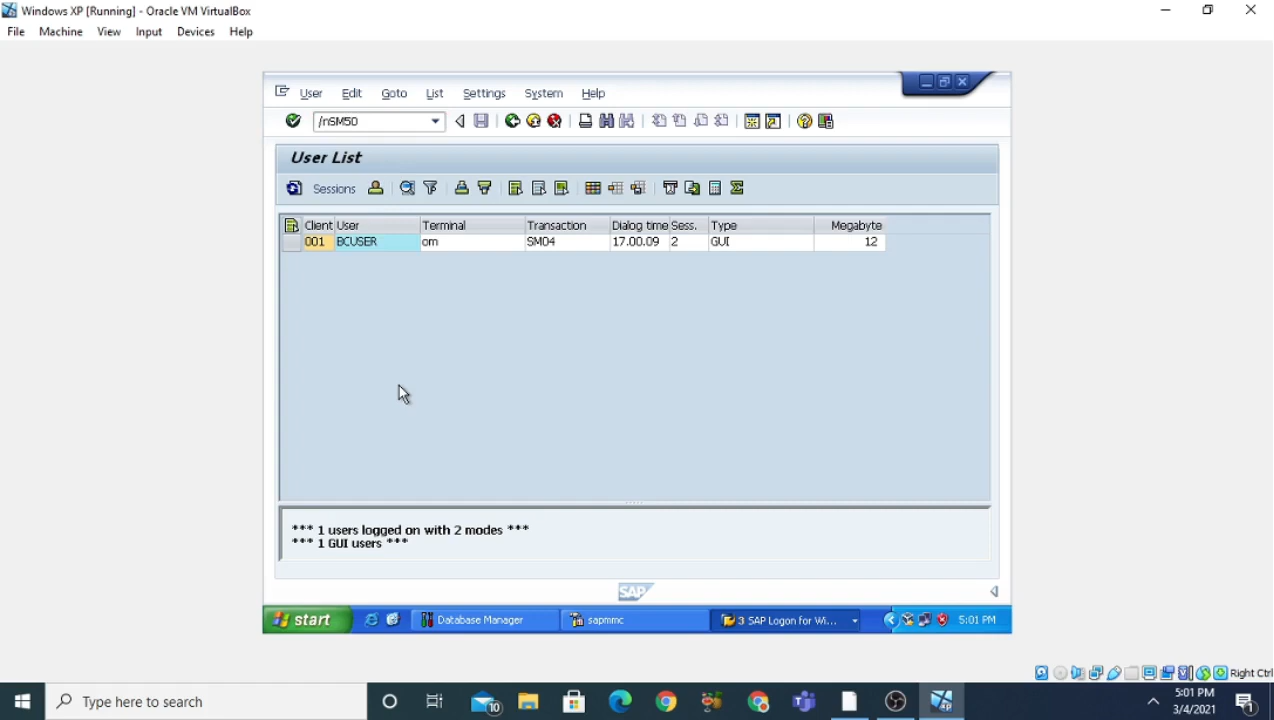 Windows XP [Running] - Oracle VM VirtualBox
File Machine View Input Devices Help
User Edit Goto List Settings System Help
/nSM50
User List
Sessions
Client User Terminal Transaction Dialog time Sess. Type Megabyte
001 BCUSER om SM04 17.00.09 2 GUI 12
*** 1 users logged on with 2 modes ***
*** 1 GUI users ***
SAP
start Database Manager sapmmc 3 SAP Logon for Wi... 5:01 PM
Right Ctrl
Type here to search
10
5:01 PM
3/4/2021
1